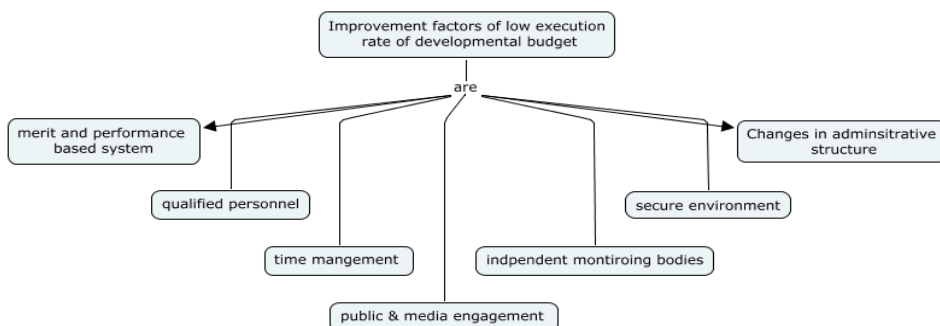 Improvement factors of low execution
rate of developmental budget
are
merit and performance
based system
Changes in adminsitrative
structure
qualified personnel
secure environment
time mangement
indpendent montiroing bodies
public & media engagement